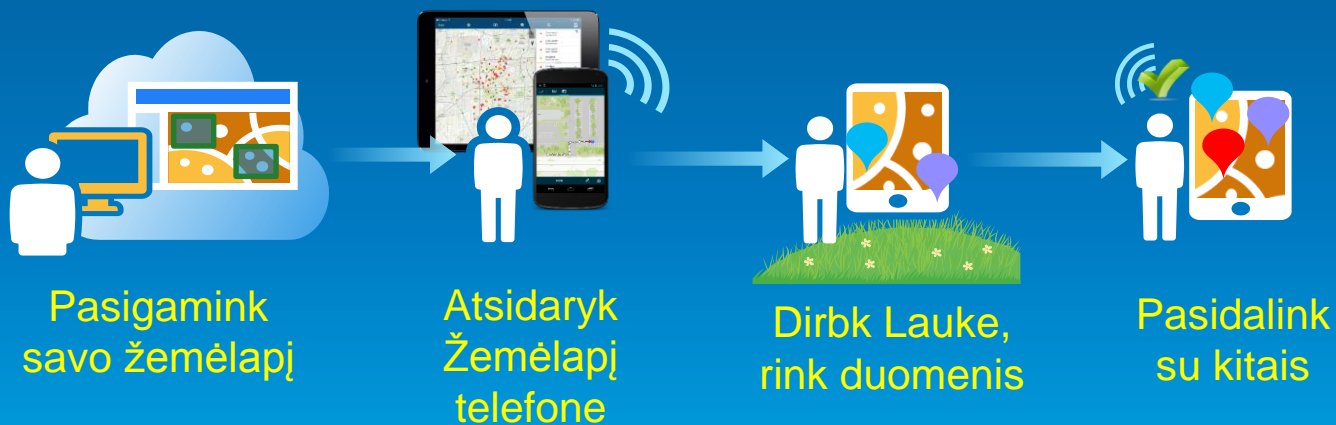 Pasigamink
savo žemėlapį
Atsidaryk
Žemėlapį
telefone
Dirbk Lauke,
rink duomenis
Pasidalink
su kitais